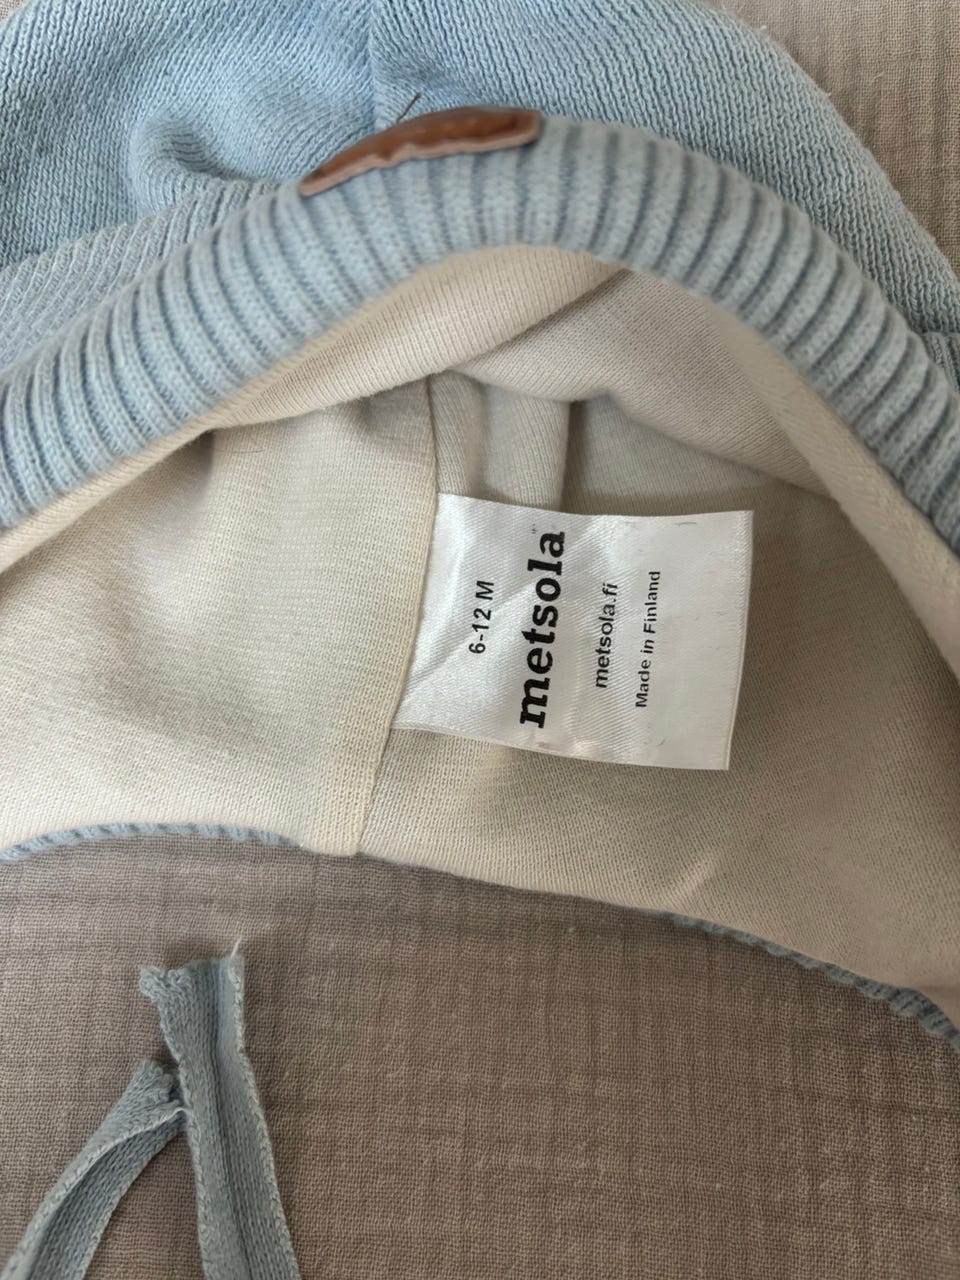 6-12 M
metsola
metsola.fi
Made in Finland